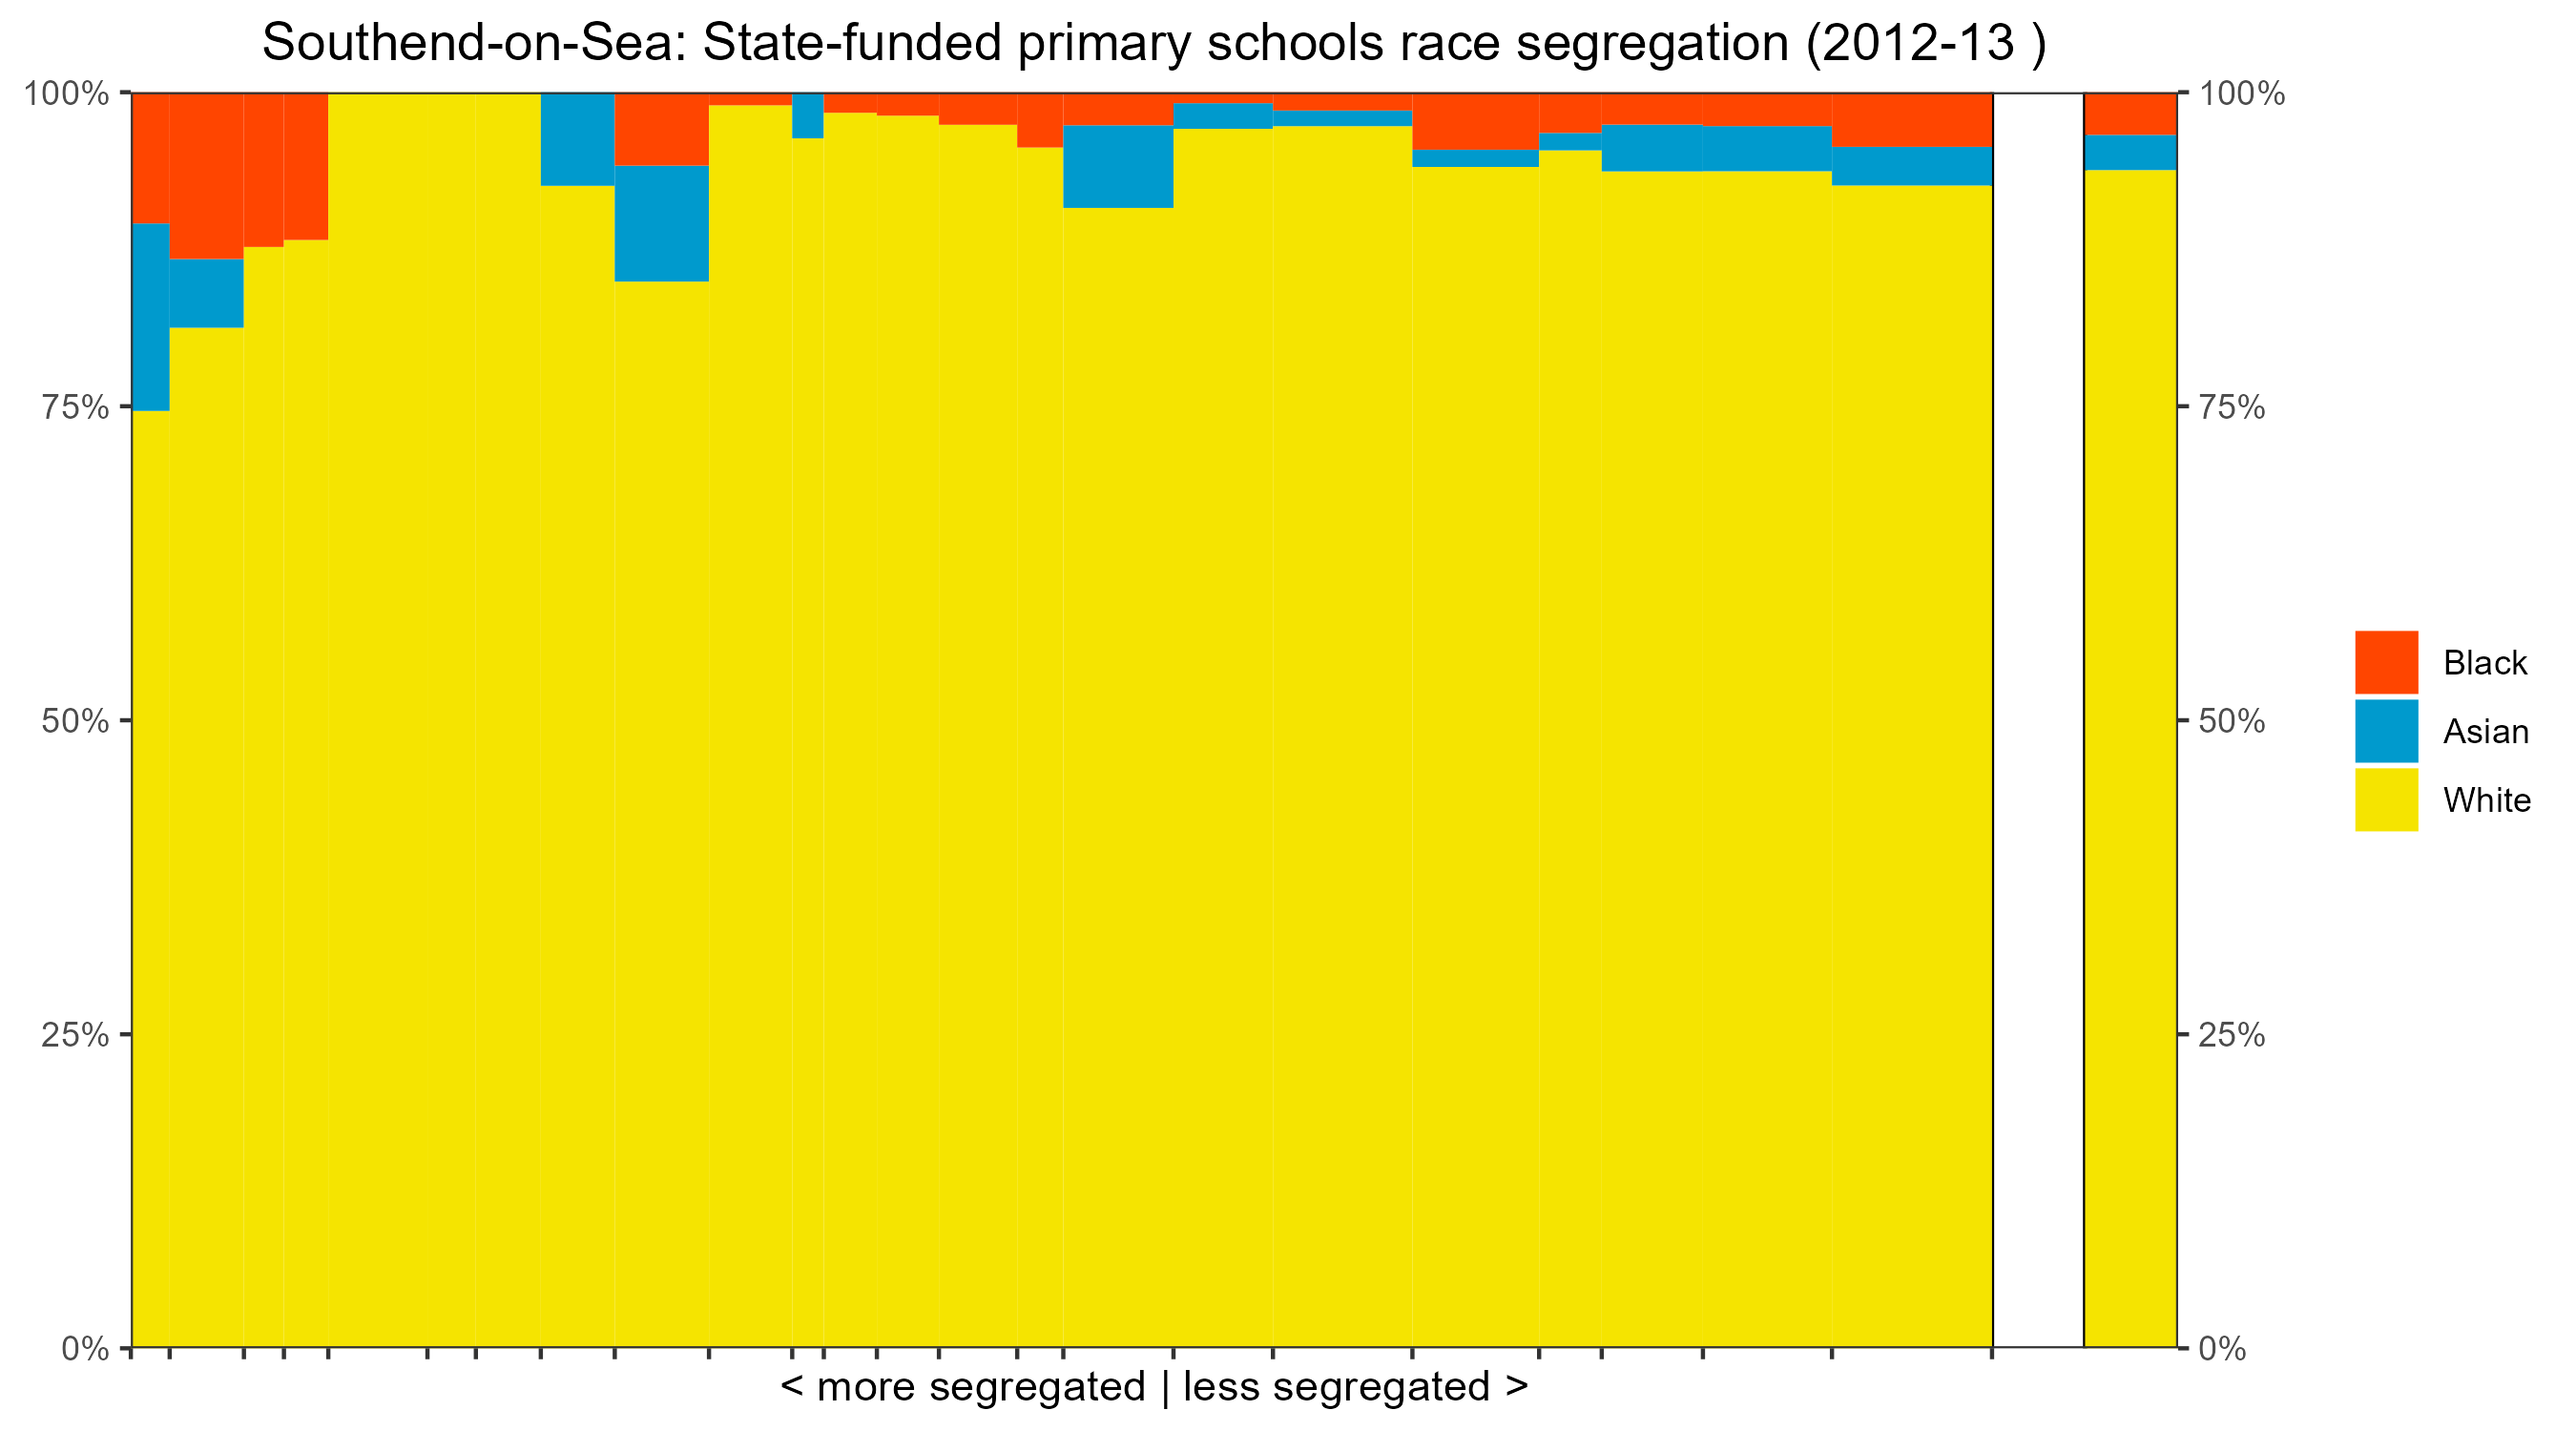 Southend-on-Sea: State-funded primary schools race segregation (2012-13 )
100%
75%
50%
25%
0%
100%
75%
50%
25%
0%
Black
Asian
White
< more segregated | less segregated >